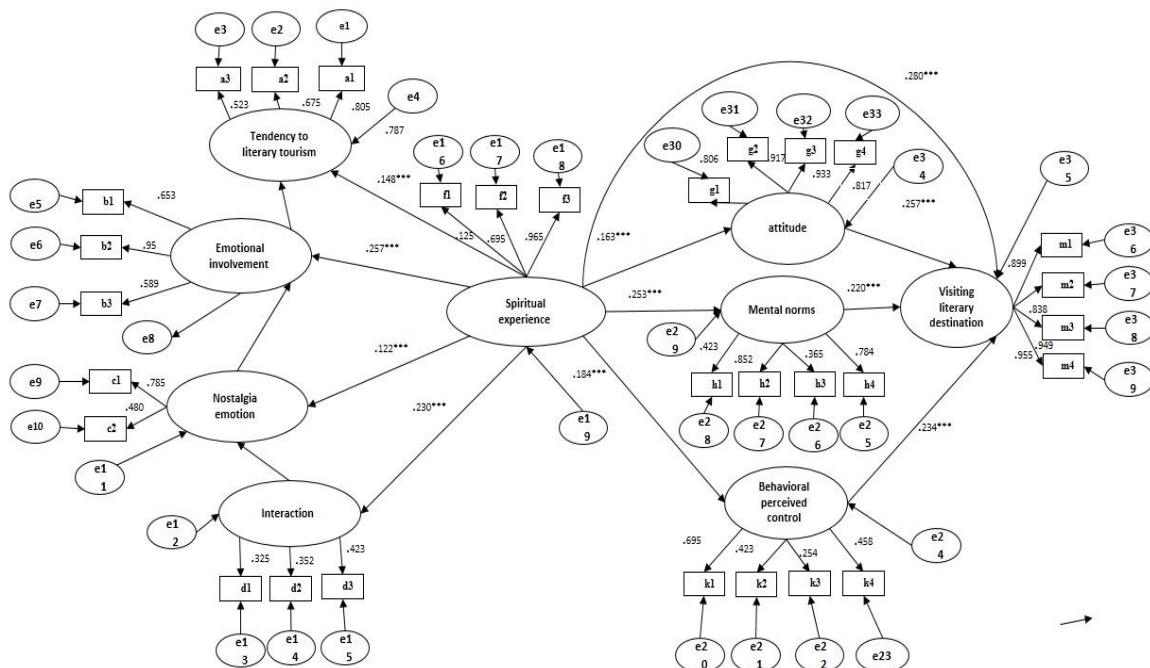 e3
e2
e1
a3
a2
a1
.523
.675
.805
e4
.787
Tendency to
literary tourism
.148***
e1
6
e1
7
e1
8
f1
f2
f3
.125
.695
.965
.280***
e31
e32
e33
e30
g2
g3
g4
.806
.917
.933
.817
g1
e3
4
.257***
attitude
e3
5
e5
b1
.653
e6
b2
.95
Emotional
involvement
.257***
e7
b3
.589
e8
.163***
m1
e3
6
.899
m2
e3
7
.838
m3
e3
8
.949
.955
m4
e3
9
Visiting
literary
destination
Spiritual
experience
.253***
Mental norms
.220***
e2
9
.423
.852
.365
.784
h1
h2
h3
h4
e2
8
e2
7
e2
6
e2
5
.122***
.184***
e9
c1
.785
e10
c2
.480
Nostalgia
emotion
e1
1
.230***
e1
9
.234***
Interaction
e1
2
.325
.352
.423
d1
d2
d3
e1
3
e1
4
e1
5
Behavioral
perceived
control
e2
4
.695
.423
.254
.458
k1
k2
k3
k4
e2
0
e2
1
e2
2
e23